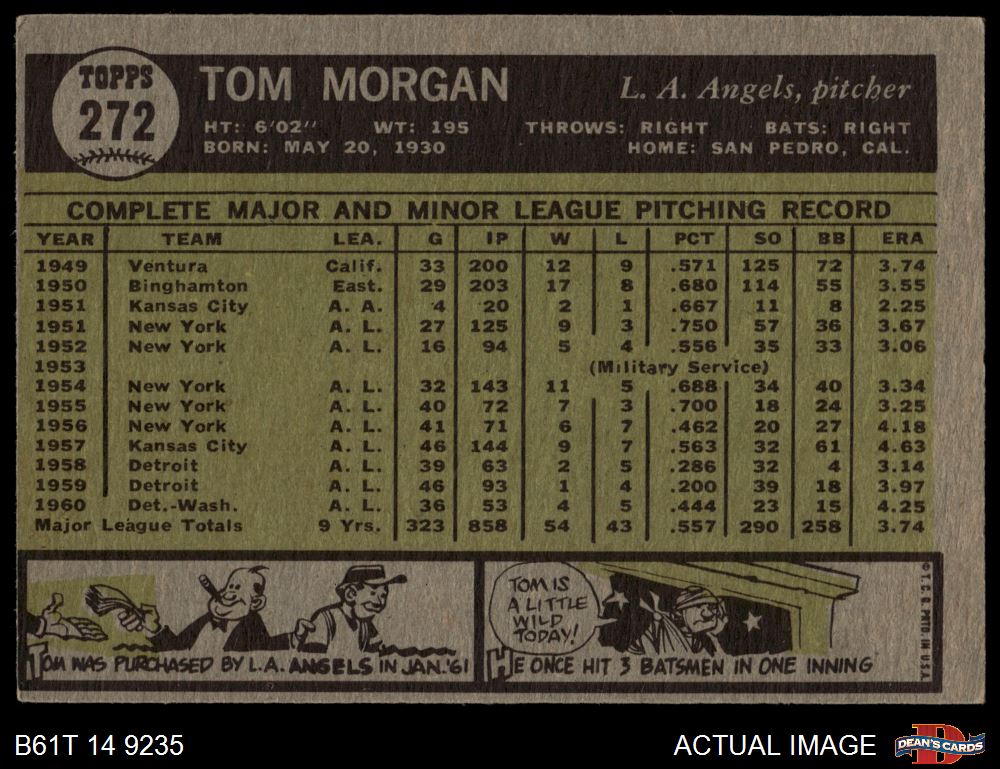 TOPPS
272
TOM MORGAN
L. A. Angels, pitcher
HT: 6'02" WT: 195 THROWS: RIGHT BATS: RIGHT
BORN: MAY 20, 1930 HOME: SAN PEDRO, CAL.
COMPLETE MAJOR AND MINOR LEAGUE PITCHING RECORD
YEAR TEAM LEA. G IP W L PCT SO BB ERA
1949 Ventura Calif. 33 200 12 9 .571 125 72 3.74
1950 Binghamton East. 29 203 17 8 .680 114 55 3.55
1951 Kansas City A. A. 4 20 2 1 .667 11 8 2.25
1951 New York A. L. 27 125 9 3 .750 57 36 3.67
1952 New York A. L. 16 94 5 4 .556 35 33 3.06
1953 (Military Service)
1954 New York A. L. 32 143 11 5 .688 34 40 3.34
1955 New York A. L. 40 72 7 3 .700 18 24 3.25
1956 New York A. L. 41 71 6 7 .462 20 27 4.18
1957 Kansas City A. L. 46 144 9 7 .563 32 61 4.63
1958 Detroit A. L. 39 63 2 5 .286 32 4 3.14
1959 Detroit A. L. 46 93 1 4 .200 39 18 3.97
1960 Det.-Wash. A. L. 36 53 4 5 .444 23 15 4.25
Major League Totals 9 Yrs. 323 858 54 43 .557 290 258 3.74
TOM WAS PURCHASED BY L.A. ANGELS IN JAN. '61
TOM IS
A LITTLE
WILD
TODAY!
HE ONCE HIT 3 BATSMEN IN ONE INNING
© T. C. G. PRTD. IN U.S.A.
B61T 14 9235
ACTUAL IMAGE
D
DEAN'S CARDS